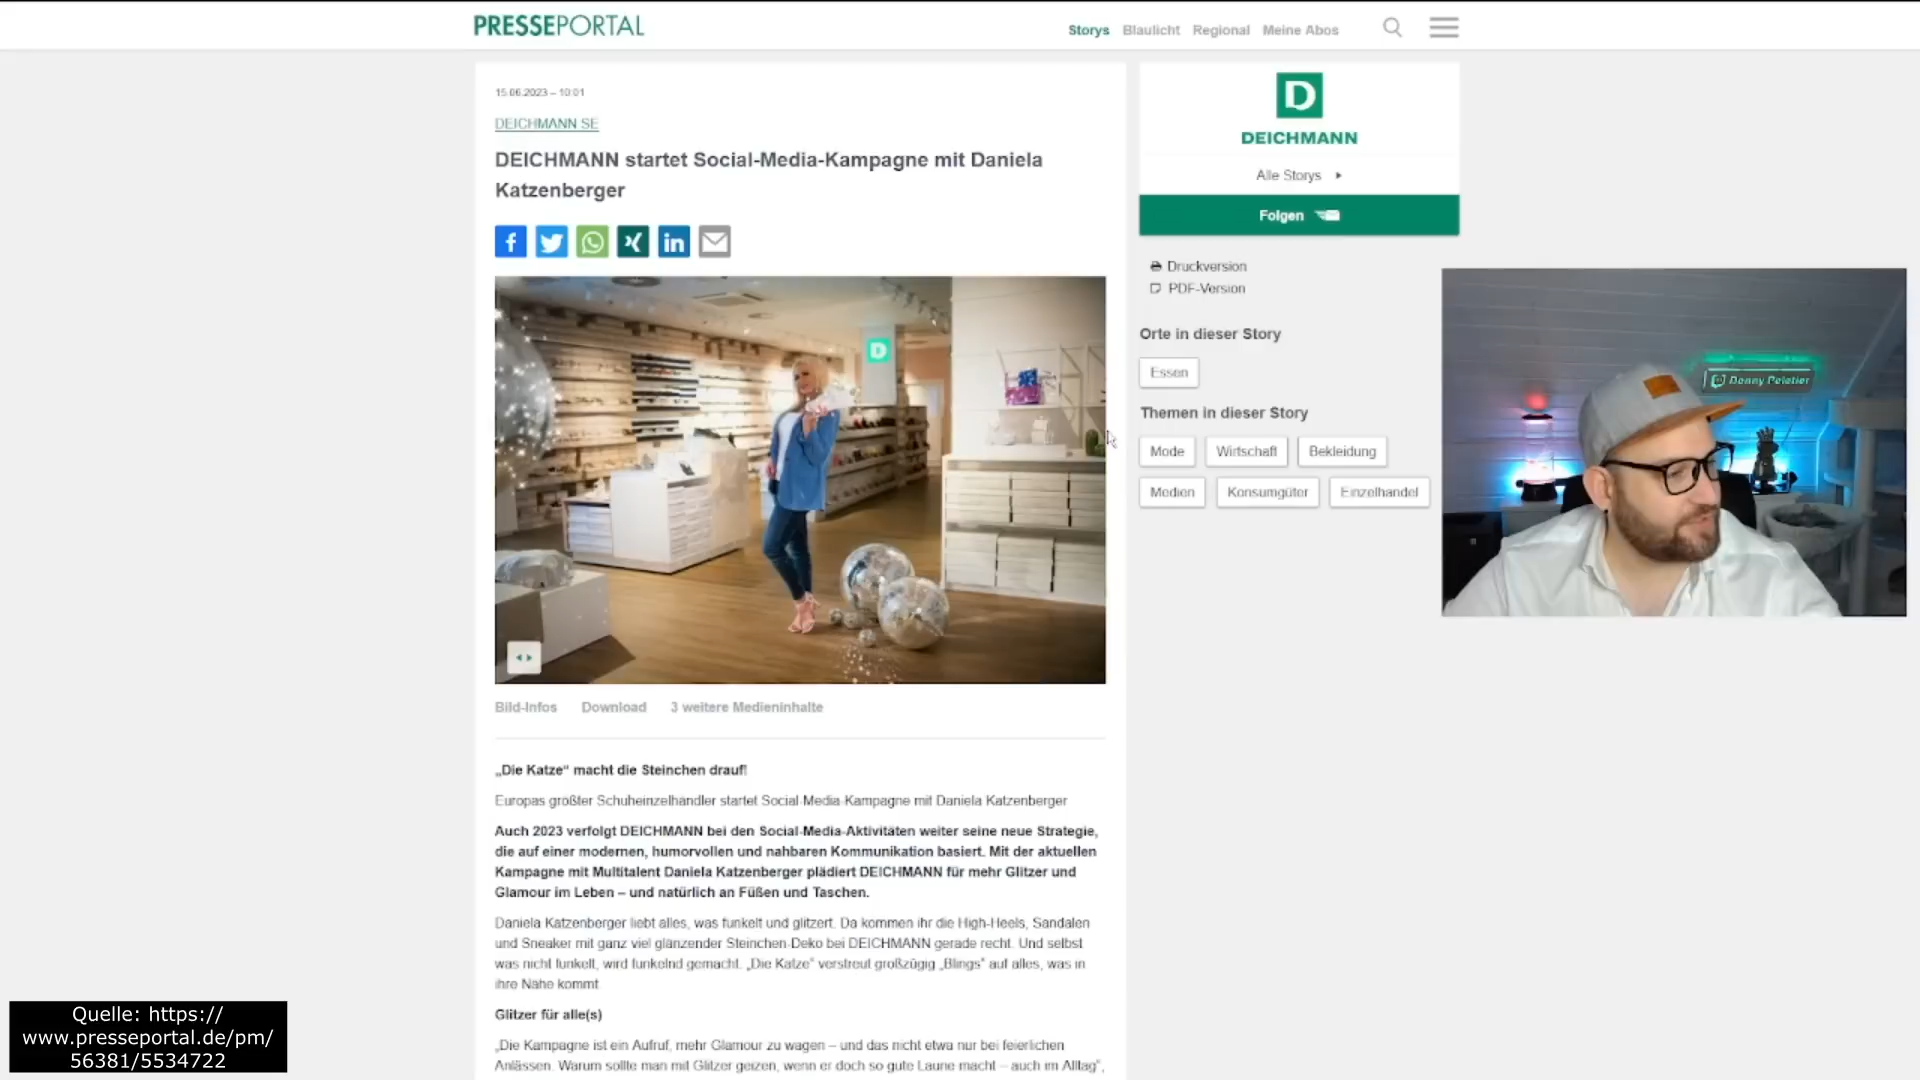 PRESSEPORTAL
Storys Blaulicht Regional Meine Abos
15.06.2023 – 10:01
DEICHMANN SE
DEICHMANN startet Social-Media-Kampagne mit Daniela
Katzenberger
Bild-Infos Download 3 weitere Medieninhalte
„Die Katze“ macht die Steinchen drauf!
Europas größter Schuheinzelhändler startet Social-Media-Kampagne mit Daniela Katzenberger
Auch 2023 verfolgt DEICHMANN bei den Social-Media-Aktivitäten weiter seine neue Strategie,
die auf einer modernen, humorvollen und nahbaren Kommunikation basiert. Mit der aktuellen
Kampagne mit Multitalent Daniela Katzenberger plädiert DEICHMANN für mehr Glitzer und
Glamour im Leben – und natürlich an Füßen und Taschen.
Daniela Katzenberger liebt alles, was funkelt und glitzert. Da kommen ihr die High-Heels, Sandalen
und Sneaker mit ganz viel glänzender Steinchen-Deko bei DEICHMANN gerade recht. Und selbst
was nicht funkelt, wird funkelnd gemacht. „Die Katze“ verstreut großzügig „Blings“ auf alles, was in
ihre Nähe kommt.
Glitzer für alle(s)
„Die Kampagne ist ein Aufruf, mehr Glamour zu wagen – und das nicht etwa nur bei feierlichen
Anlässen. Warum sollte man mit Glitzer geizen, wenn er doch so gute Laune macht – auch im Alltag“,
D
DEICHMANN
Alle Storys
Folgen
Druckversion
PDF-Version
Orte in dieser Story
Essen
Themen in dieser Story
Mode Wirtschaft Bekleidung
Medien Konsumgüter Einzelhandel
D
Denny Peletier
Quelle: https://
www.presseportal.de/pm/
56381/5534722